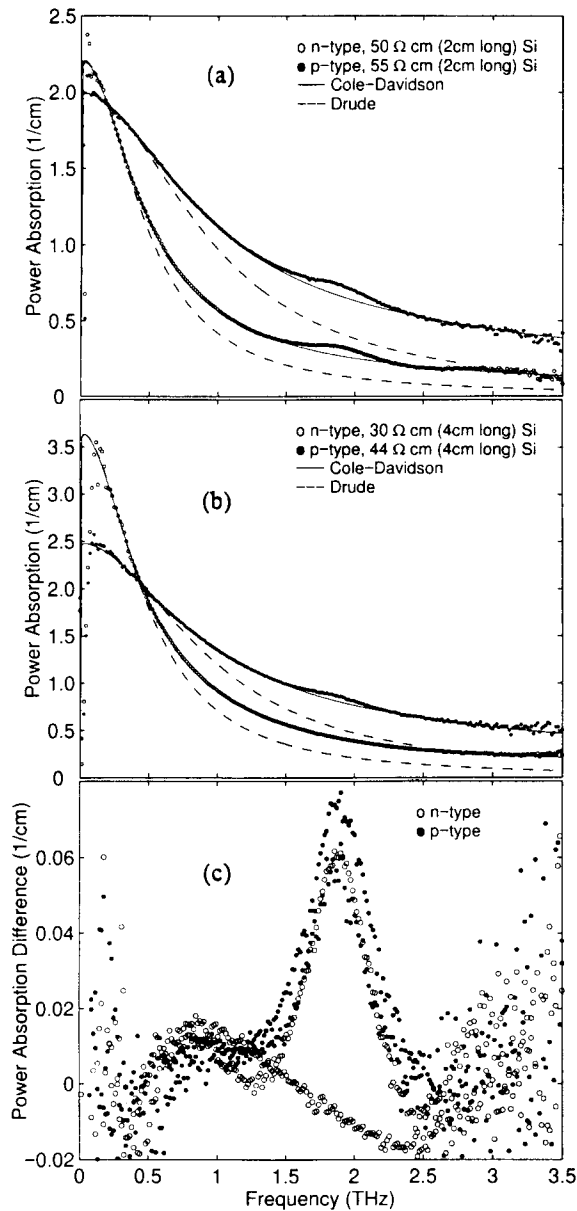 2.5
2.0
1.5
1.0
0.5
0
Power Absorption (1/cm)
(a)
n-type, 50 Ω cm (2cm long) Si
p-type, 55 Ω cm (2cm long) Si
Cole-Davidson
Drude
3.5
3.0
2.5
2.0
1.5
1.0
0.5
0
Power Absorption (1/cm)
(b)
n-type, 30 Ω cm (4cm long) Si
p-type, 44 Ω cm (4cm long) Si
Cole-Davidson
Drude
0.06
0.04
0.02
0
-0.02
Power Absorption Difference (1/cm)
(c)
n-type
p-type
0 0.5 1.0 1.5 2.0 2.5 3.0 3.5
Frequency (THz)